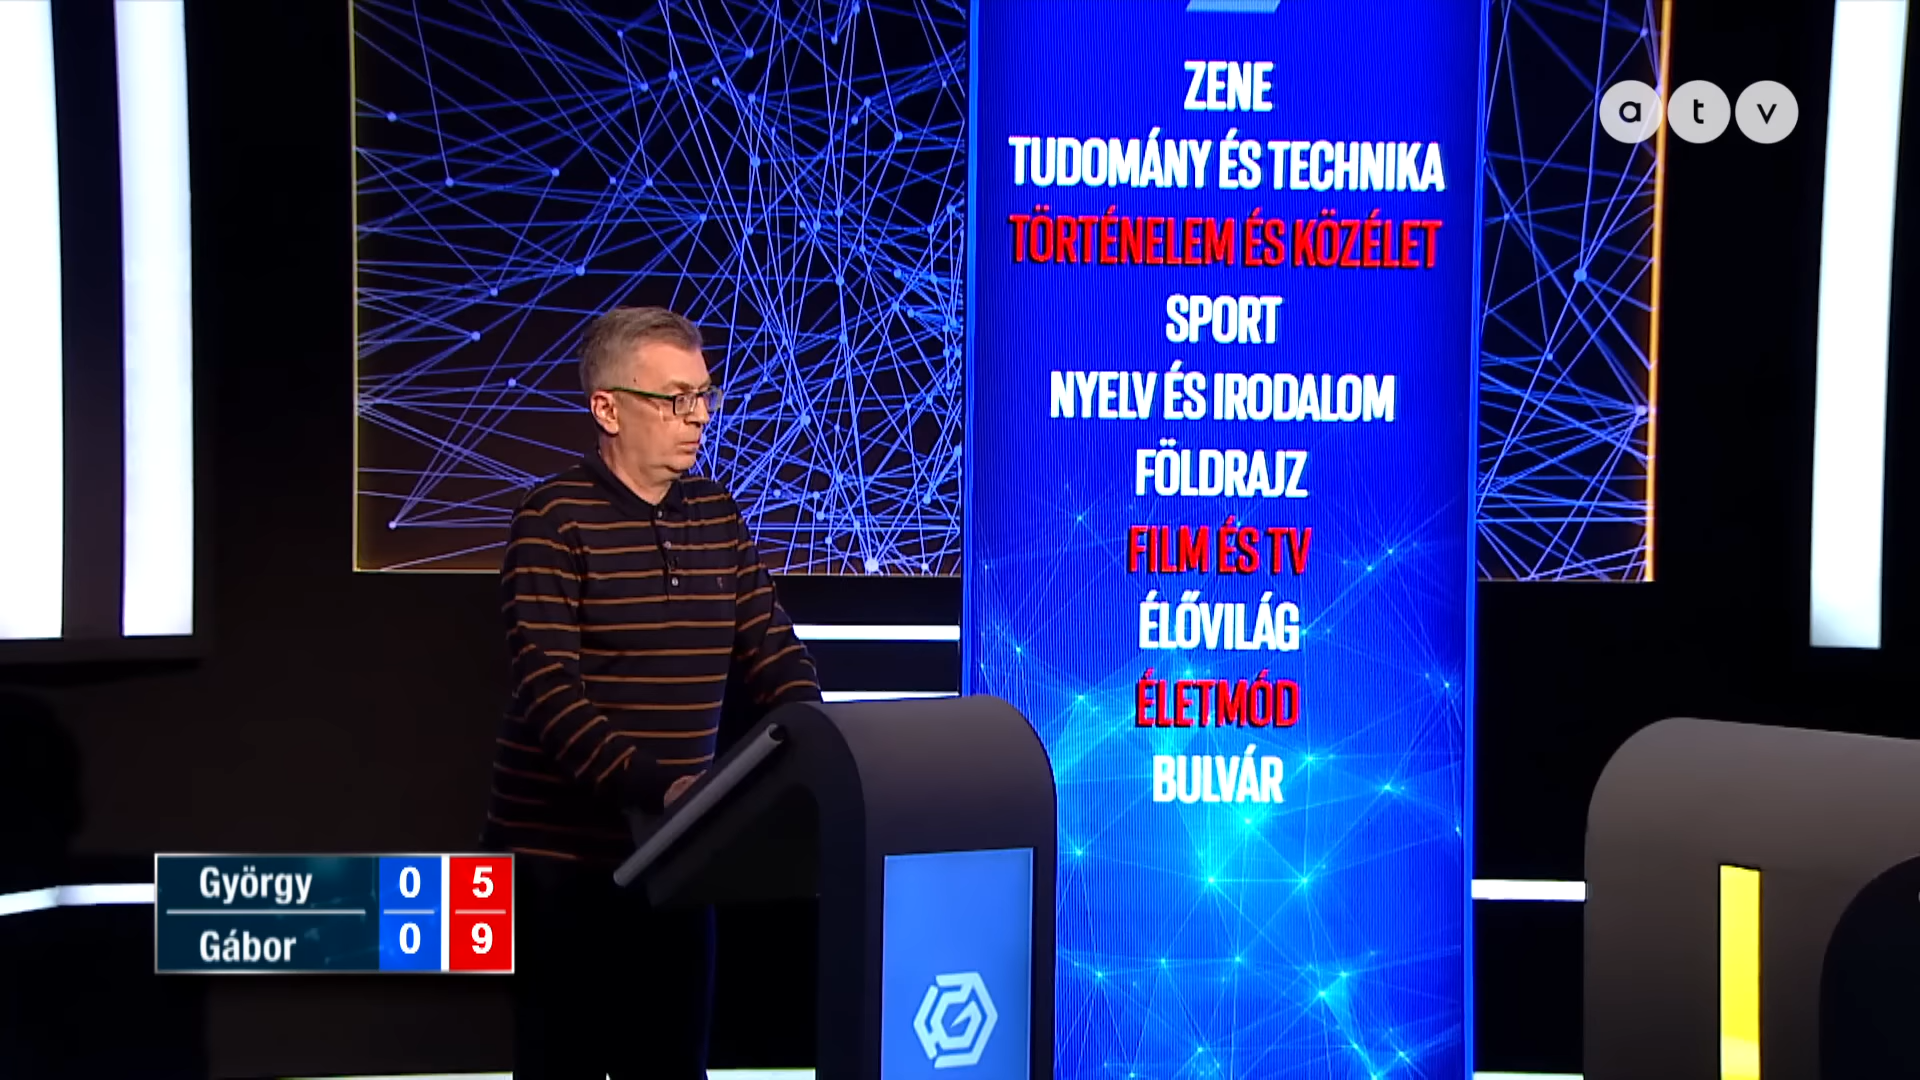 ZENE
TUDOMÁNY ÉS TECHNIKA
TÖRTÉNELEM ÉS KÖZÉLET
SPORT
NYELV ÉS IRODALOM
FÖLDRAJZ
FILM ÉS TV
ÉLŐVILÁG
ÉLETMÓD
BULVÁR
a t v
György 0 5
Gábor 0 9